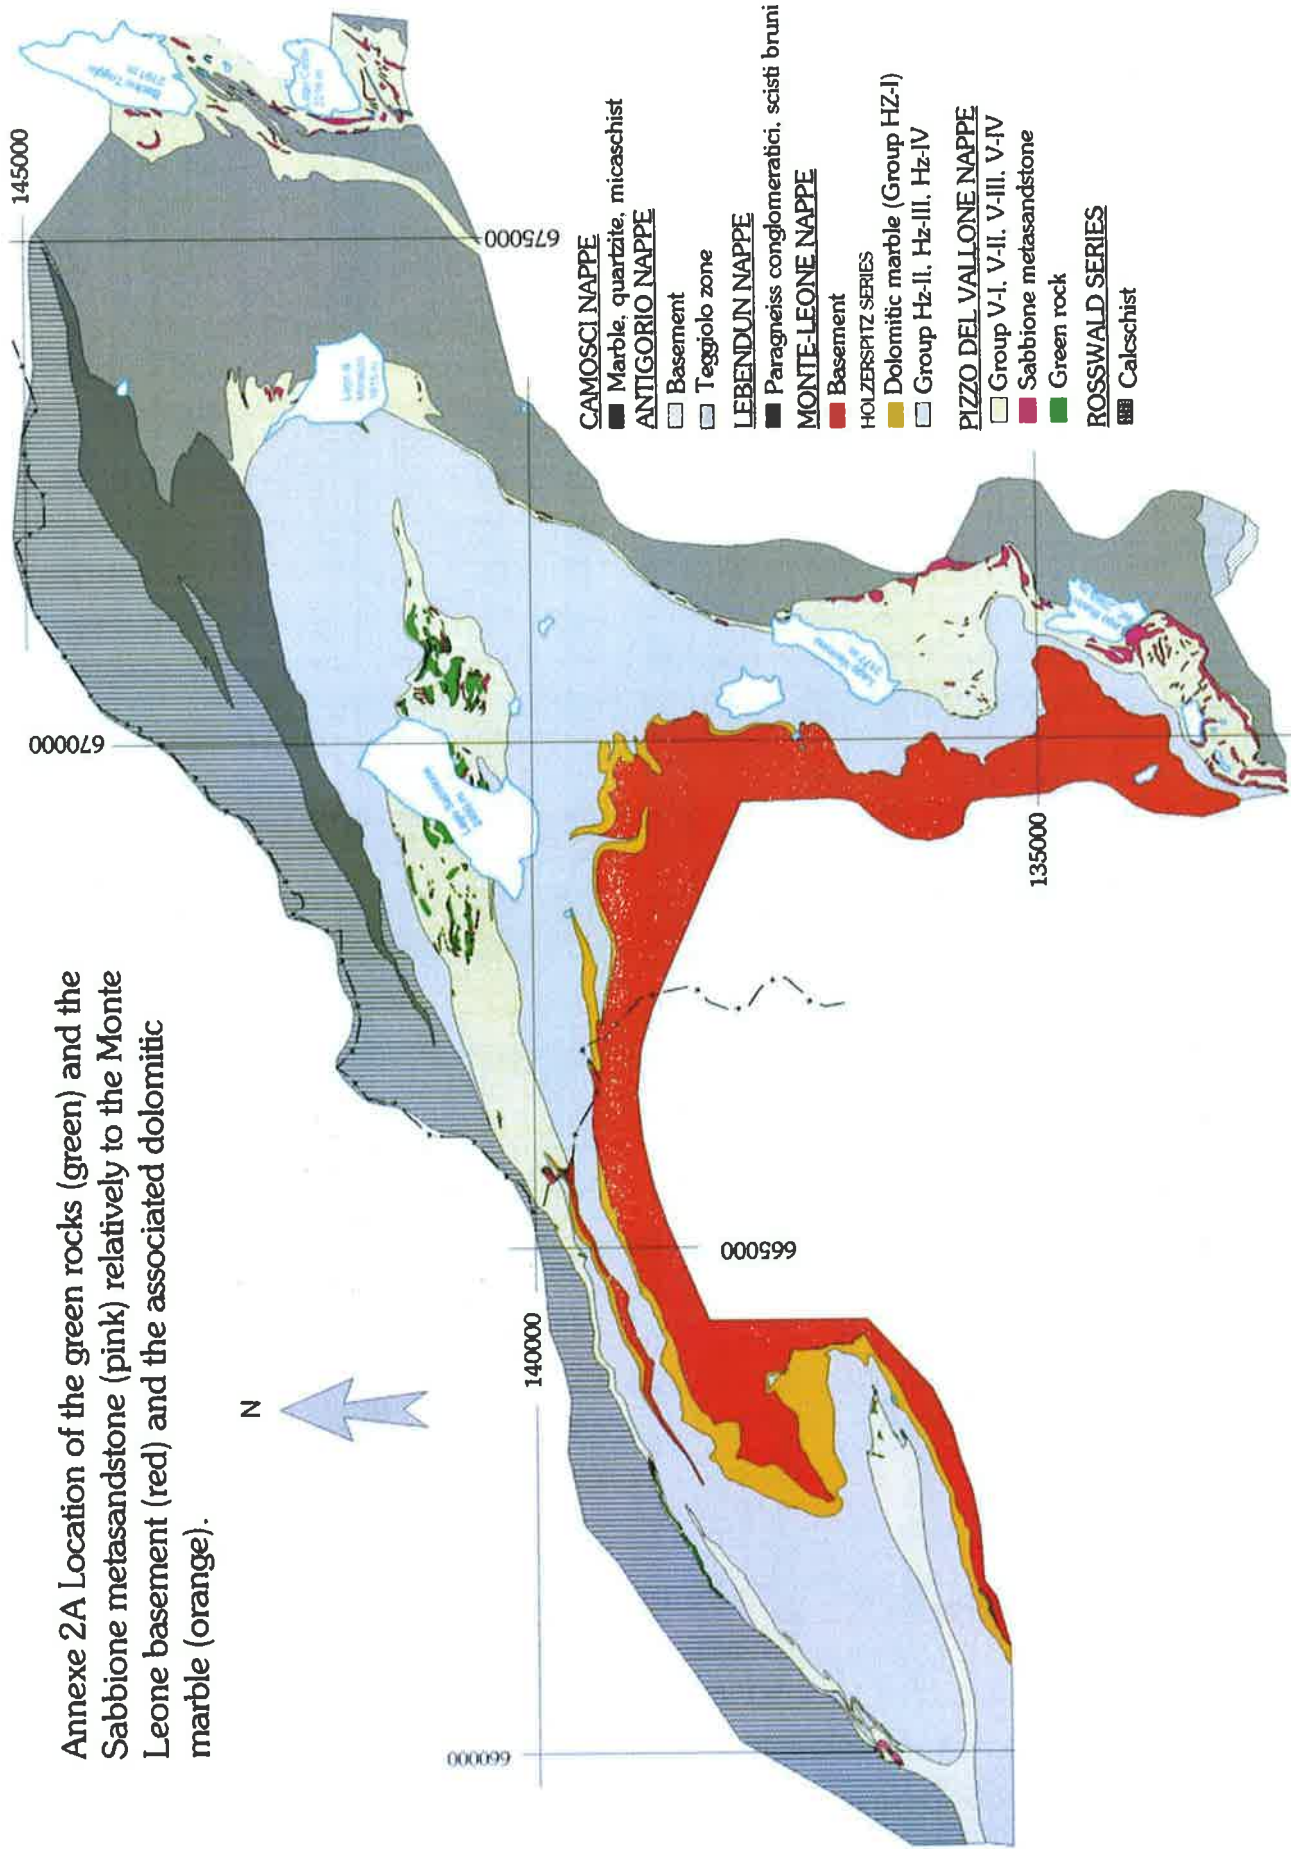 Annexe 2A Location of the green rocks (green) and the
Sabbione metasandstone (pink) relatively to the Monte
Leone basement (red) and the associated dolomitic
marble (orange).
N
145000
675000
670000
140000
665000
135000
660000
CAMOSCI NAPPE
Marble, quartzite, micaschist
ANTIGORIO NAPPE
Basement
Teggiolo zone
LEBENDUN NAPPE
Paragneiss conglomeratici, scisti bruni
MONTE-LEONE NAPPE
Basement
HOLZERSPITZ SERIES
Dolomitic marble (Group HZ-I)
Group Hz-II, Hz-III, Hz-IV
PIZZO DEL VALLONE NAPPE
Group V-I, V-II, V-III, V-IV
Sabbione metasandstone
Green rock
ROSSWALD SERIES
Calcschist